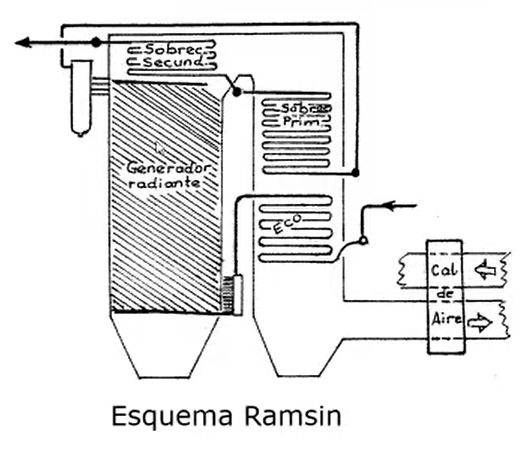 Sobrec.
Secund.
Sobrec
Prim.
Generador
radiante
Eco
Cal
de
Aire
Esquema Ramsin